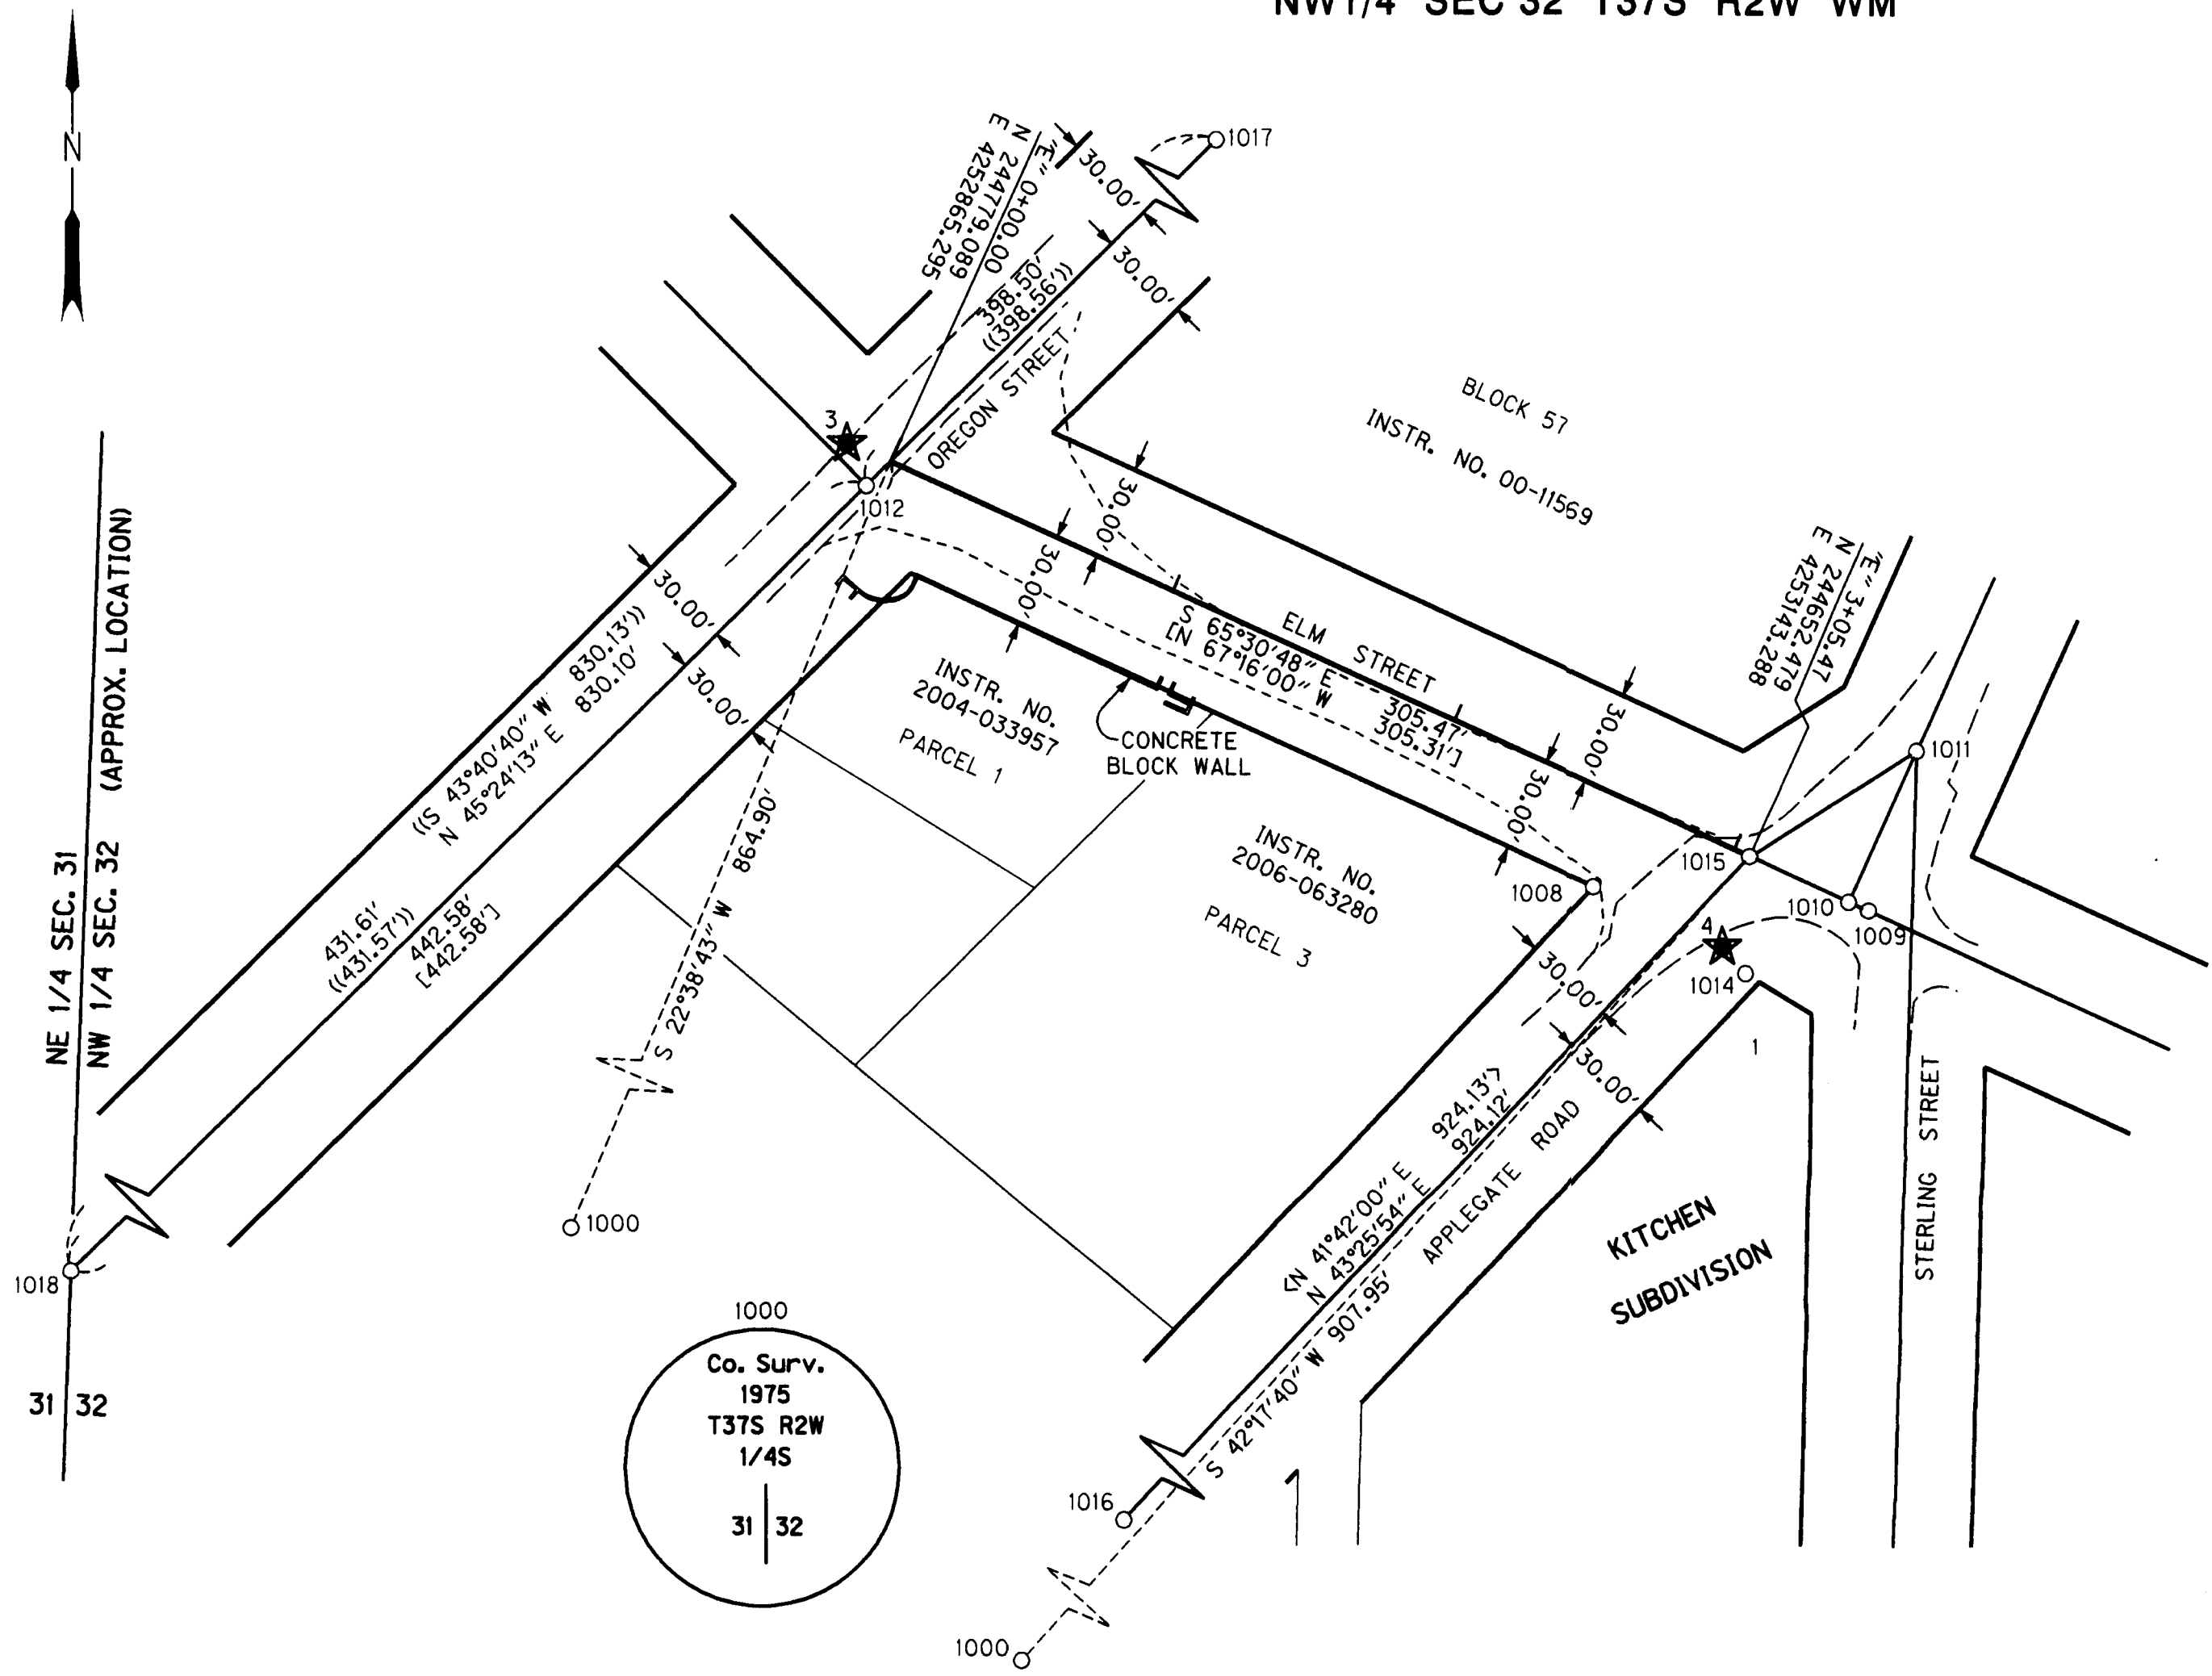 NW 1/4 SEC 32 T37S R2W WM
N
1017
"E" 0+00.00
N 244779.089
E 4252865.295
30.00'
30.00'
398.50'
((398.56'))
OREGON STREET
3
1012
BLOCK 57
INSTR. NO. 00-11569
30.00'
30.00'
ELM STREET
S 65°30'48" E 305.47'
[N 67°16'00" W 305.31']
"E" 3+05.47
N 244652.479
E 4253143.288
30.00'
30.00'
NE 1/4 SEC. 31
NW 1/4 SEC. 32 (APPROX. LOCATION)
30.00'
30.00'
((S 43°40'40" W 830.13'))
N 45°24'13" E 830.10'
431.61'
((431.57'))
442.58'
[442.58']
INSTR. NO.
2004-033957
PARCEL 1
CONCRETE
BLOCK WALL
S 22°38'43" W 864.90'
INSTR. NO.
2006-063280
PARCEL 3
1011
1015
1008
1010
1009
4
1014
1
30.00'
30.00'
<N 41°42'00" E 924.13'>
N 43°25'54" E 924.12'
S 42°17'40" W 907.95'
APPLEGATE ROAD
KITCHEN
SUBDIVISION
STERLING STREET
1018
1000
31 32
1000
Co. Surv.
1975
T37S R2W
1/4S
31 32
1016
1000